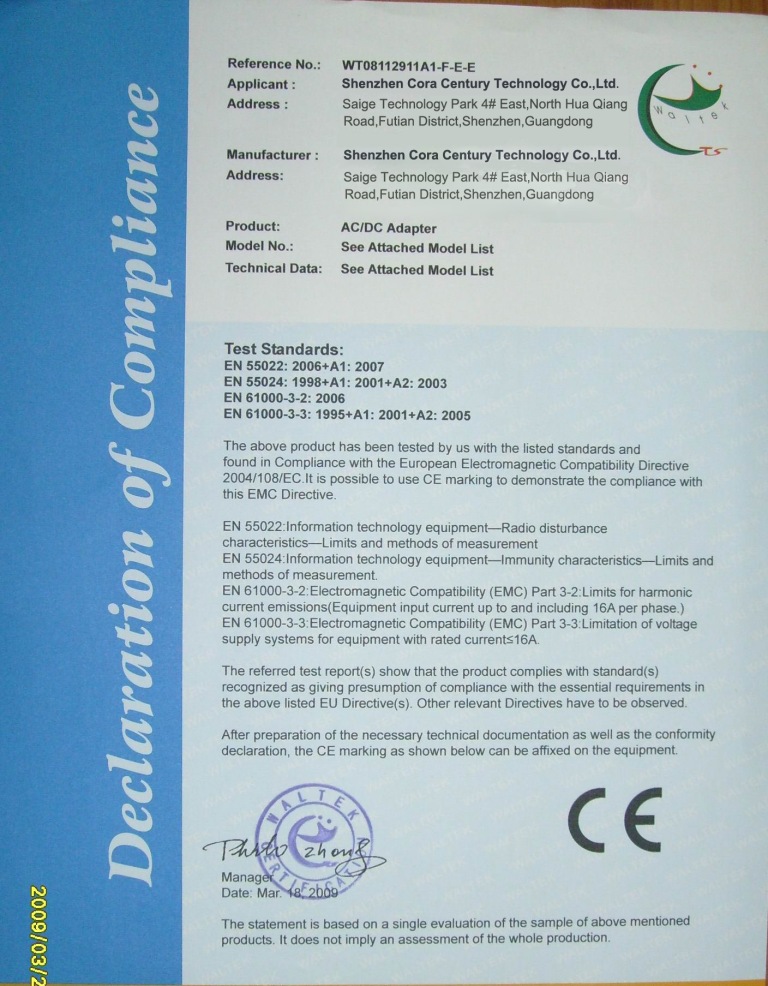 Declaration of Compliance
Reference No.: WT08112911A1-F-E-E
Applicant : Shenzhen Cora Century Technology Co.,Ltd.
Address : Saige Technology Park 4# East,North Hua Qiang
Road,Futian District,Shenzhen,Guangdong
Waltek
TS
Manufacturer : Shenzhen Cora Century Technology Co.,Ltd.
Address: Saige Technology Park 4# East,North Hua Qiang
Road,Futian District,Shenzhen,Guangdong
Product: AC/DC Adapter
Model No.: See Attached Model List
Technical Data: See Attached Model List
Test Standards:
EN 55022: 2006+A1: 2007
EN 55024: 1998+A1: 2001+A2: 2003
EN 61000-3-2: 2006
EN 61000-3-3: 1995+A1: 2001+A2: 2005
The above product has been tested by us with the listed standards and
found in Compliance with the European Electromagnetic Compatibility Directive
2004/108/EC.It is possible to use CE marking to demonstrate the compliance with
this EMC Directive.
EN 55022:Information technology equipment—Radio disturbance
characteristics—Limits and methods of measurement
EN 55024:Information technology equipment—Immunity characteristics—Limits and
methods of measurement.
EN 61000-3-2:Electromagnetic Compatibility (EMC) Part 3-2:Limits for harmonic
current emissions(Equipment input current up to and including 16A per phase.)
EN 61000-3-3:Electromagnetic Compatibility (EMC) Part 3-3:Limitation of voltage
supply systems for equipment with rated current≤16A.
The referred test report(s) show that the product complies with standard(s)
recognized as giving presumption of compliance with the essential requirements in
the above listed EU Directive(s). Other relevant Directives have to be observed.
After preparation of the necessary technical documentation as well as the conformity
declaration, the CE marking as shown below can be affixed on the equipment.
WALTEK
CE
zhong
Manager
Date: Mar. 18, 2009
The statement is based on a single evaluation of the sample of above mentioned
products. It does not imply an assessment of the whole production.
2009/03/2